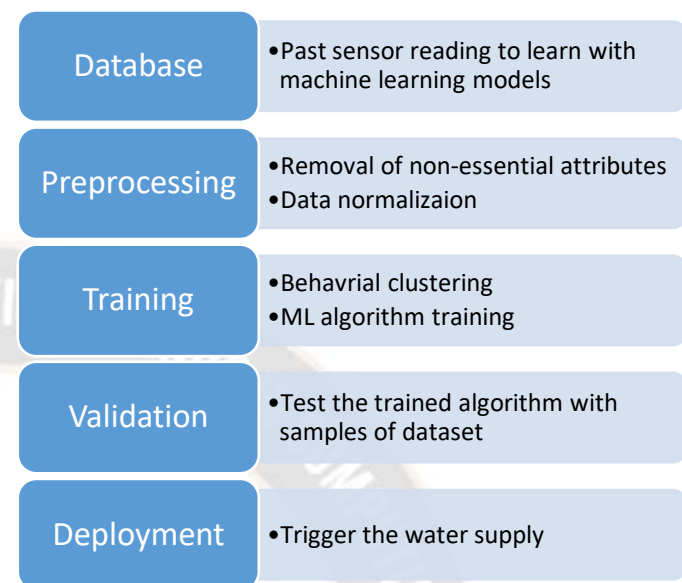 Database
•Past sensor reading to learn with
machine learning models
Preprocessing
•Removal of non-essential attributes
•Data normalizaion
Training
•Behavrial clustering
•ML algorithm training
Validation
•Test the trained algorithm with
samples of dataset
Deployment
•Trigger the water supply